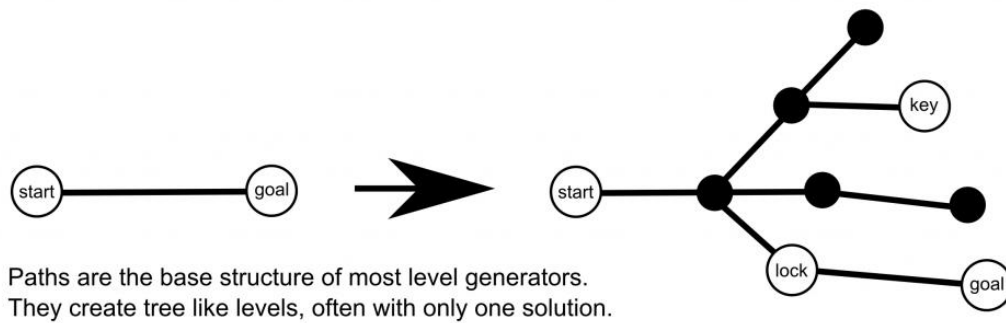 key
start
goal
start
lock
goal
Paths are the base structure of most level generators.
They create tree like levels, often with only one solution.